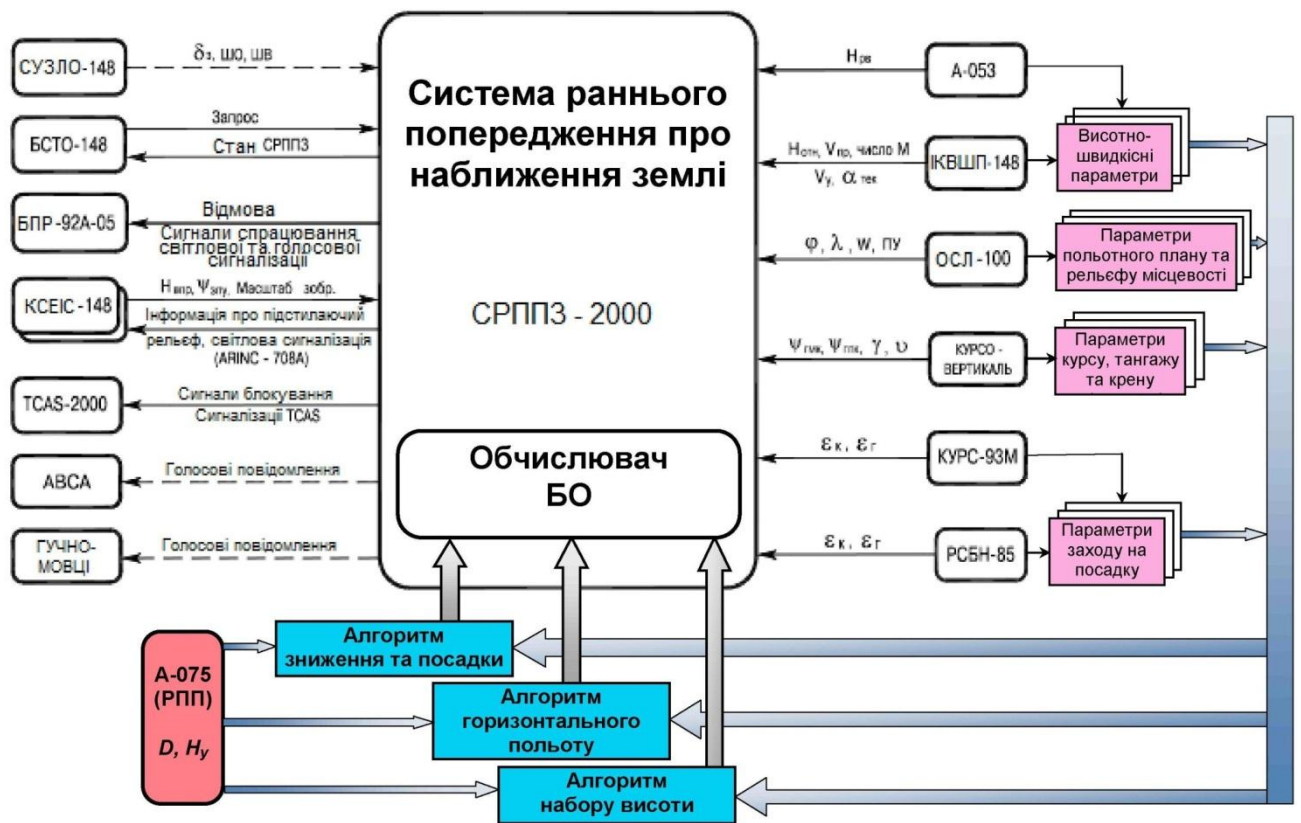 СУЗЛО-148
δз, ШО, ШВ
БСТО-148
Запрос
Стан СРППЗ
БПР-92А-05
Відмова
Сигнали спрацювання
світлової та голосової
сигналізації
КСЕІС-148
Ψзпу, Масштаб зобр.
Інформація про підстилаючий
рельєф, світлова сигналізація
(ARINC - 708A)
TCAS-2000
Сигнали блокування
Сигналізації TCAS
АВСА
Голосові повідомлення
ГУЧНО-
МОВЦІ
Голосові повідомлення
Система раннього
попередження про
наближення землі
СРППЗ - 2000
Обчислювач
БО
Hрв
А-053
Hотн, Vпр, число М
Vy, α тек
ІКВШП-148
Висотно-
швидкісні
параметри
φ, λ, W, ПУ
ОСЛ-100
Параметри
польотного плану та
рельєфу місцевості
γ, υ
КУРСО -
ВЕРТИКАЛЬ
Параметри
курсу, тангажу
та крену
εк, εг
КУРС-93М
εк, εг
РСБН-85
Параметри
заходу на
посадку
А-075
(РПП)
D, Hу
Алгоритм
зниження та посадки
Алгоритм
горизонтального
польоту
Алгоритм
набору висоти